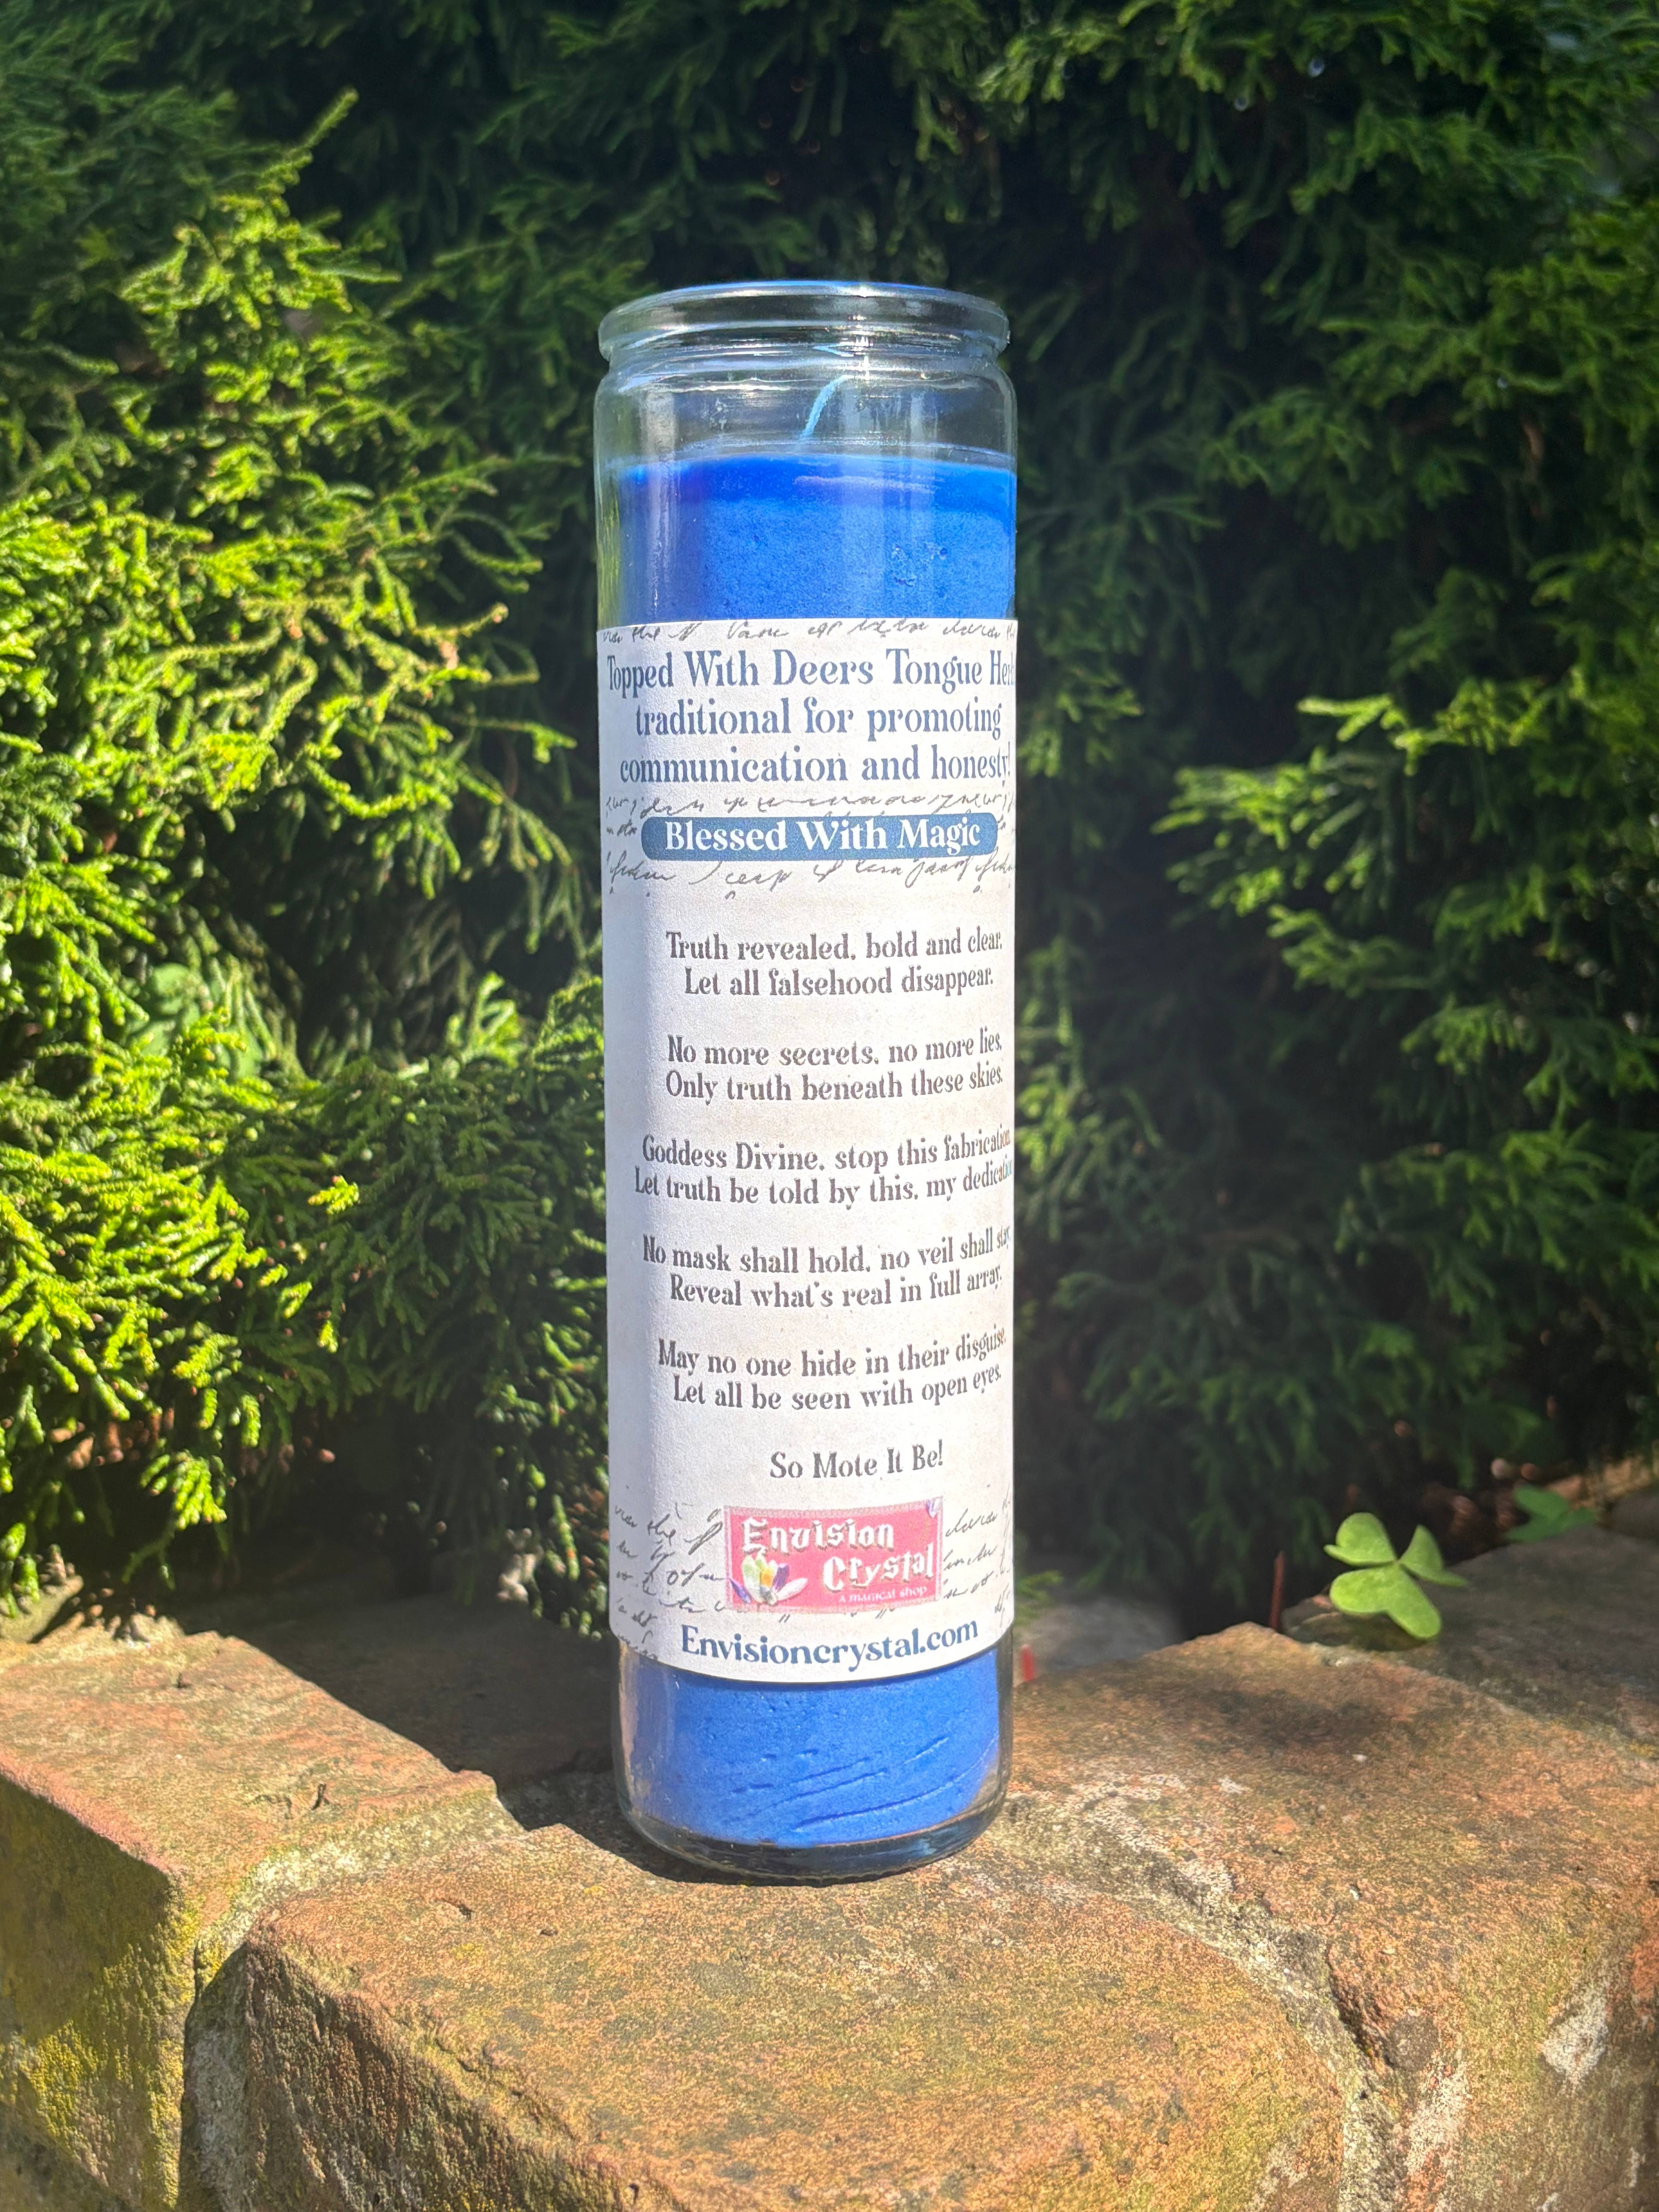 Topped With Deers Tongue
traditional for promoting
communication and honesty!
Blessed With Magic
Truth revealed, bold and clear,
Let all falsehood disappear.
No more secrets, no more lies,
Only truth beneath these skies.
Goddess Divine, stop this fabrication,
Let truth be told by this, my
No mask shall hold, no veil shall stay,
Reveal what's real in full array.
May no one hide in their disguise,
Let all be seen with open eyes.
So Mote It Be!
Envision
Crystal
A MAGICAL SHOP
Envisioncrystal.com